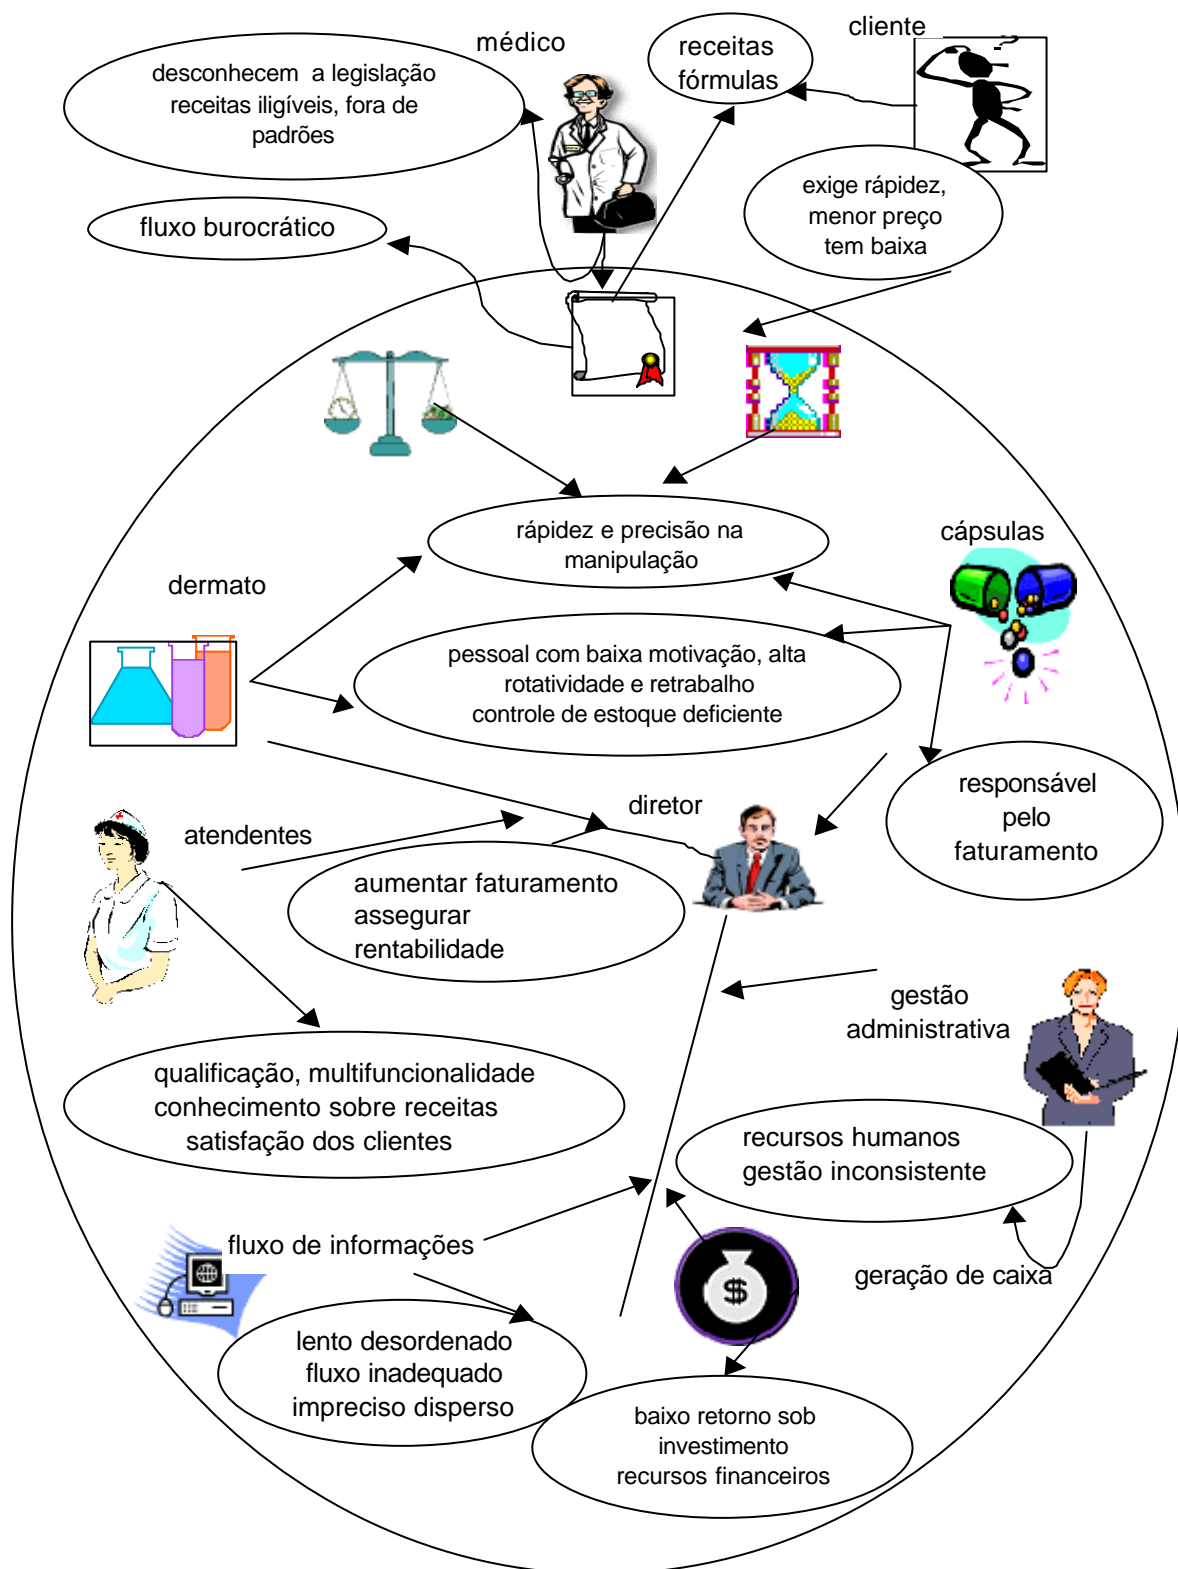 médico
cliente
receitas
fórmulas
desconhecem a legislação
receitas iligíveis, fora de
padrões
exige rápidez,
menor preço
tem baixa
fluxo burocrático
rápidez e precisão na
manipulação
cápsulas
dermato
pessoal com baixa motivação, alta
rotatividade e retrabalho
controle de estoque deficiente
responsável
pelo
faturamento
diretor
atendentes
aumentar faturamento
assegurar
rentabilidade
gestão
administrativa
qualificação, multifuncionalidade
conhecimento sobre receitas
satisfação dos clientes
recursos humanos
gestão inconsistente
fluxo de informações
geração de caixa
$
lento desordenado
fluxo inadequado
impreciso disperso
baixo retorno sob
investimento
recursos financeiros